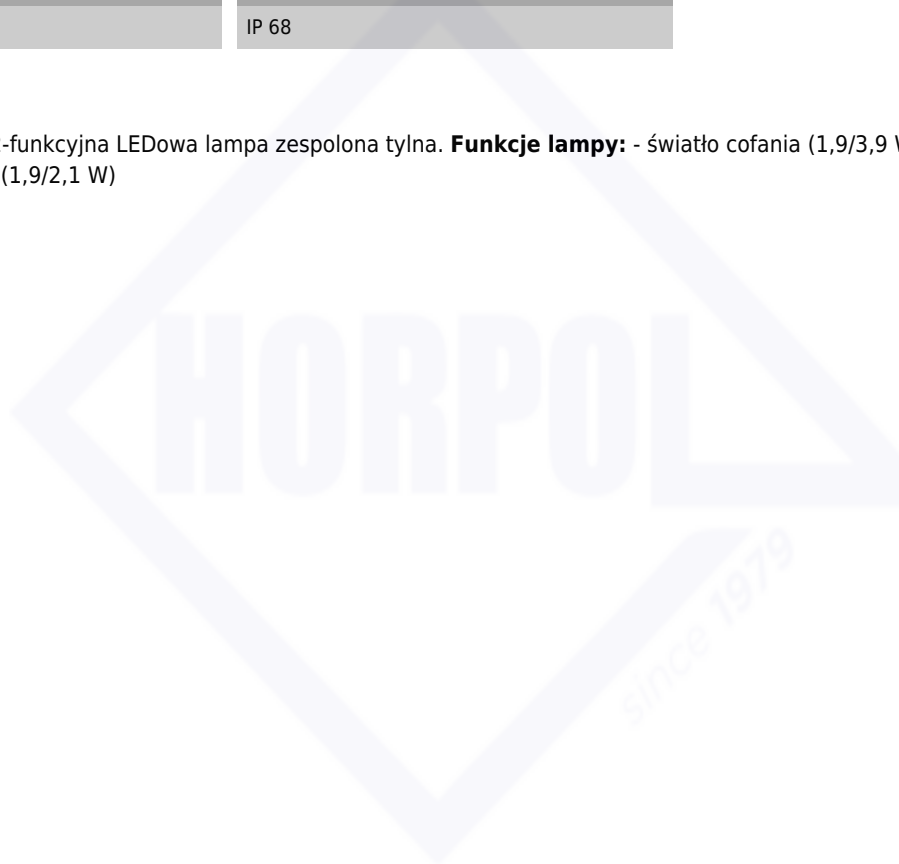 IP 68
-funkcyjna LEDowa lampa zespolona tylna. Funkcje lampy: - światło cofania (1,9/3,9
(1,9/2,1 W)
HORPOL
since 1979